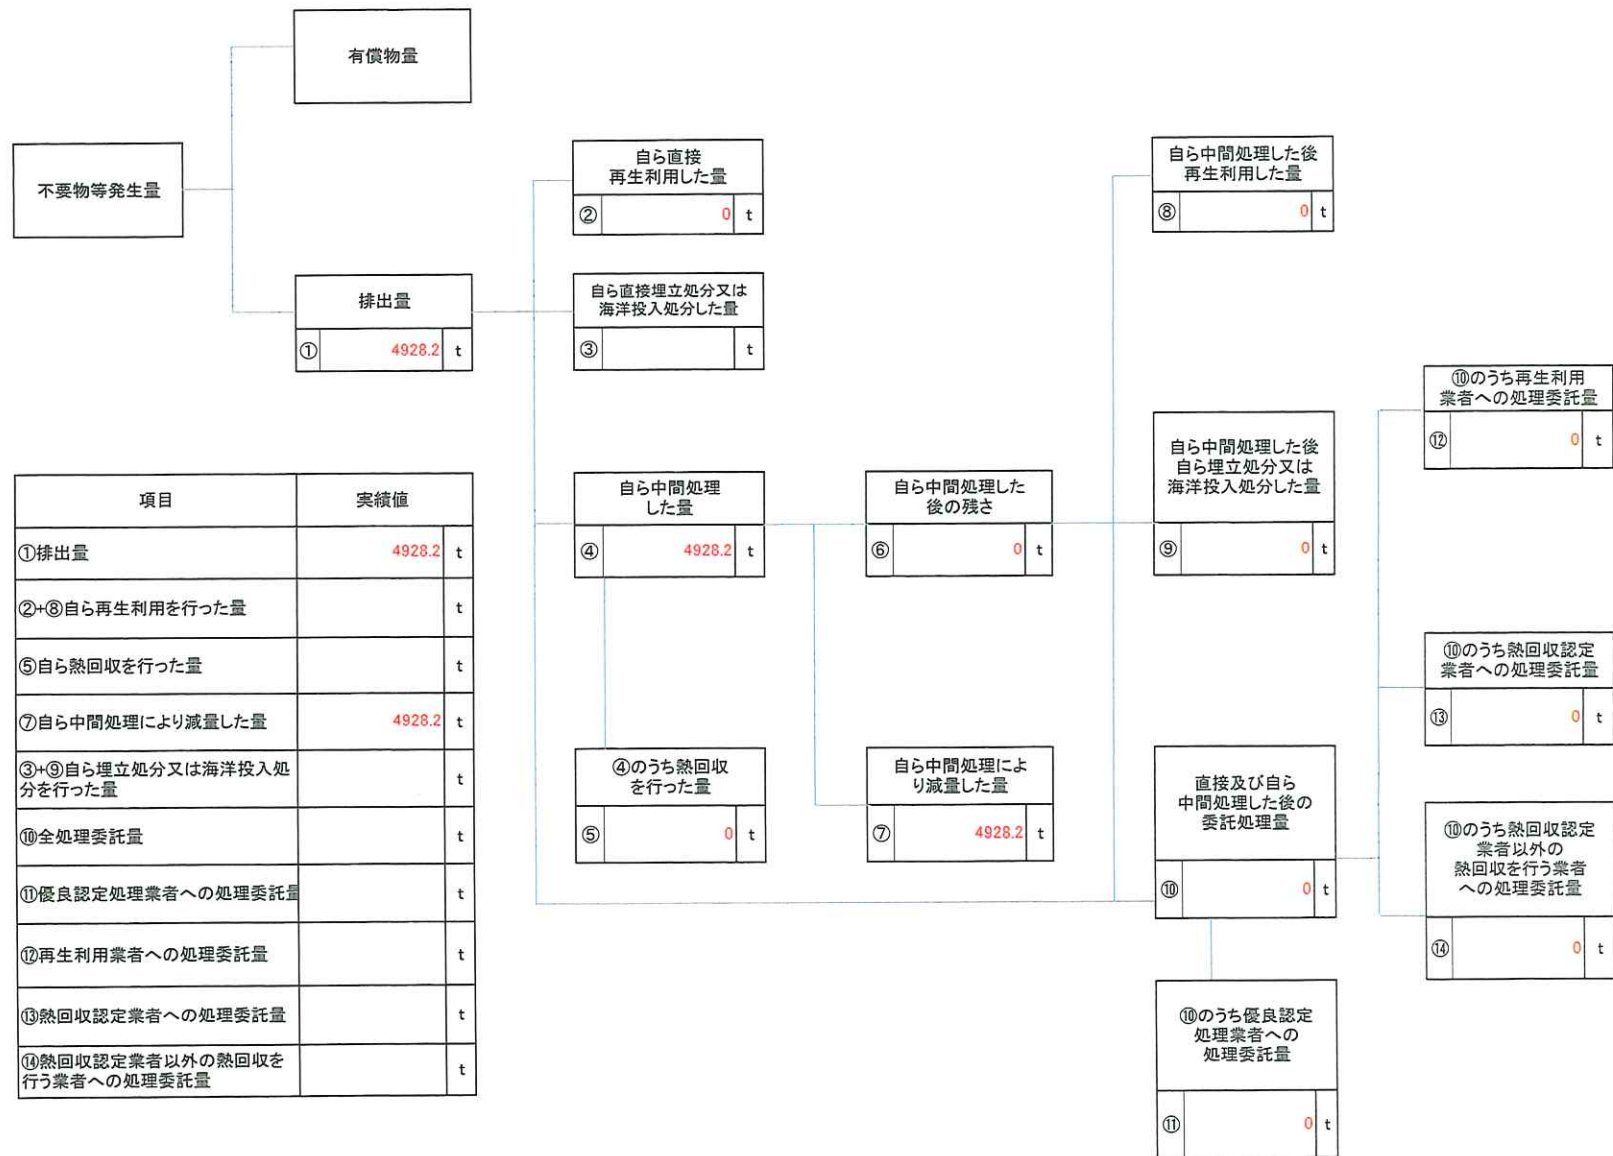 有償物量
不要物等発生量
排出量
① 4928.2 t
自ら直接
再生利用した量
② 0 t
自ら直接埋立処分又は
海洋投入処分した量
③ t
自ら中間処理
した量
④ 4928.2 t
④のうち熱回収
を行った量
⑤ 0 t
自ら中間処理した
後の残さ
⑥ 0 t
自ら中間処理によ
り減量した量
⑦ 4928.2 t
自ら中間処理した後
再生利用した量
⑧ 0 t
自ら中間処理した後
自ら埋立処分又は
海洋投入処分した量
⑨ 0 t
直接及び自ら
中間処理した後の
委託処理量
⑩ 0 t
⑩のうち優良認定
処理業者への
処理委託量
⑪ 0 t
⑩のうち再生利用
業者への処理委託量
⑫ 0 t
⑩のうち熱回収認定
業者への処理委託量
⑬ 0 t
⑩のうち熱回収認定
業者以外の
熱回収を行う業者
への処理委託量
⑭ 0 t
項目 実績値
①排出量 4928.2 t
②+⑧自ら再生利用を行った量 t
⑤自ら熱回収を行った量 t
⑦自ら中間処理により減量した量 4928.2 t
③+⑨自ら埋立処分又は海洋投入処
分を行った量 t
⑩全処理委託量 t
⑪優良認定処理業者への処理委託量 t
⑫再生利用業者への処理委託量 t
⑬熱回収認定業者への処理委託量 t
⑭熱回収認定業者以外の熱回収を
行う業者への処理委託量 t